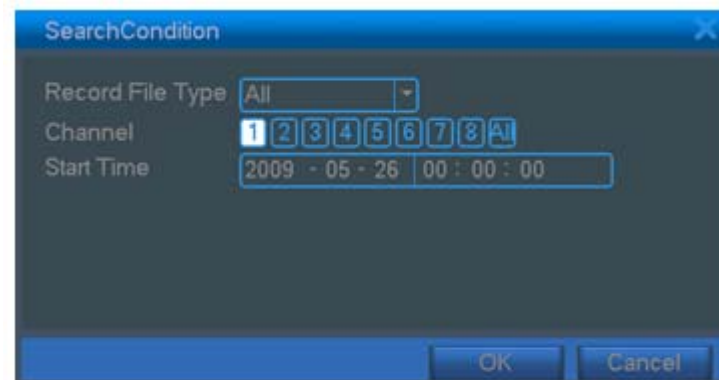 SearchCondition
Record File Type All
Channel 1 2 3 4 5 6 7 8 All
Start Time 2009 - 05 - 26 00 : 00 : 00
OK Cancel